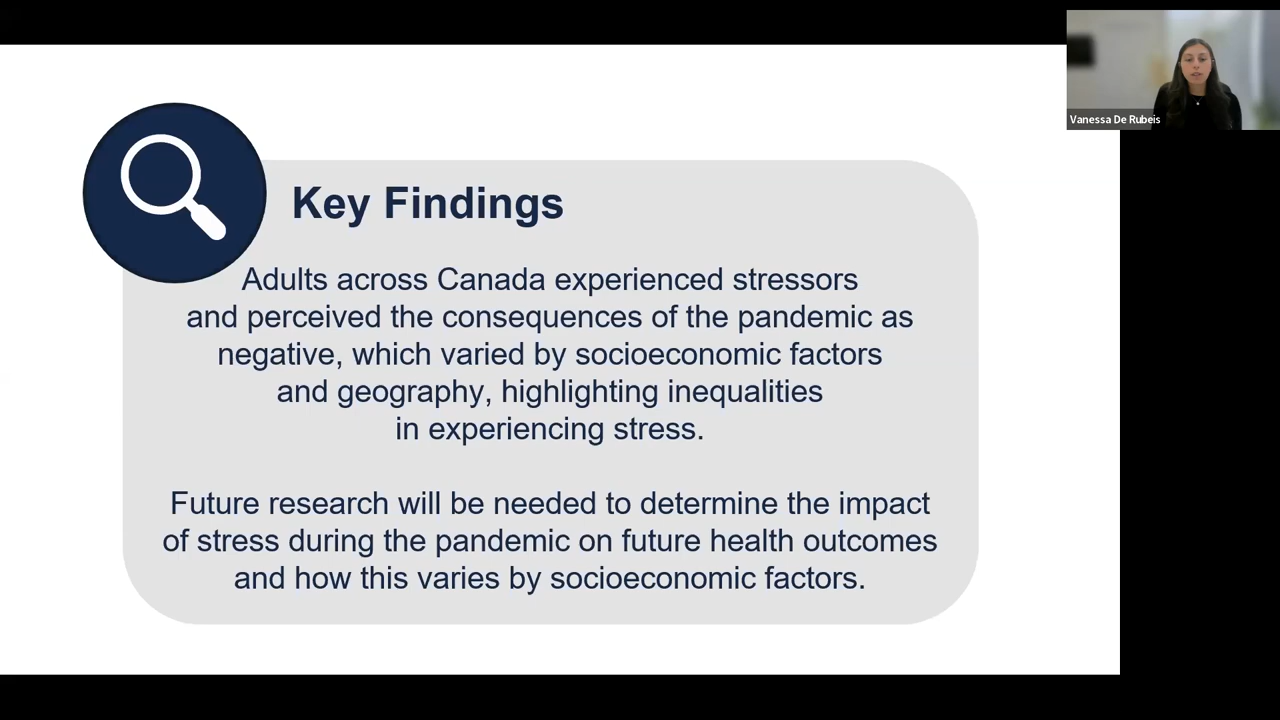 Vanessa De Rubeis
Key Findings
Adults across Canada experienced stressors
and perceived the consequences of the pandemic as
negative, which varied by socioeconomic factors
and geography, highlighting inequalities
in experiencing stress.
Future research will be needed to determine the impact
of stress during the pandemic on future health outcomes
and how this varies by socioeconomic factors.